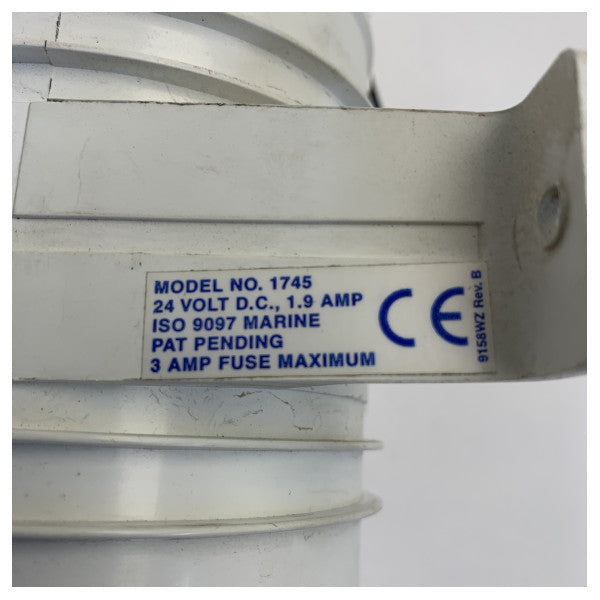 MODEL NO. 1745
24 VOLT D.C., 1.9 AMP
ISO 9097 MARINE
PAT PENDING
3 AMP FUSE MAXIMUM
CE
9158WZ Rev. B